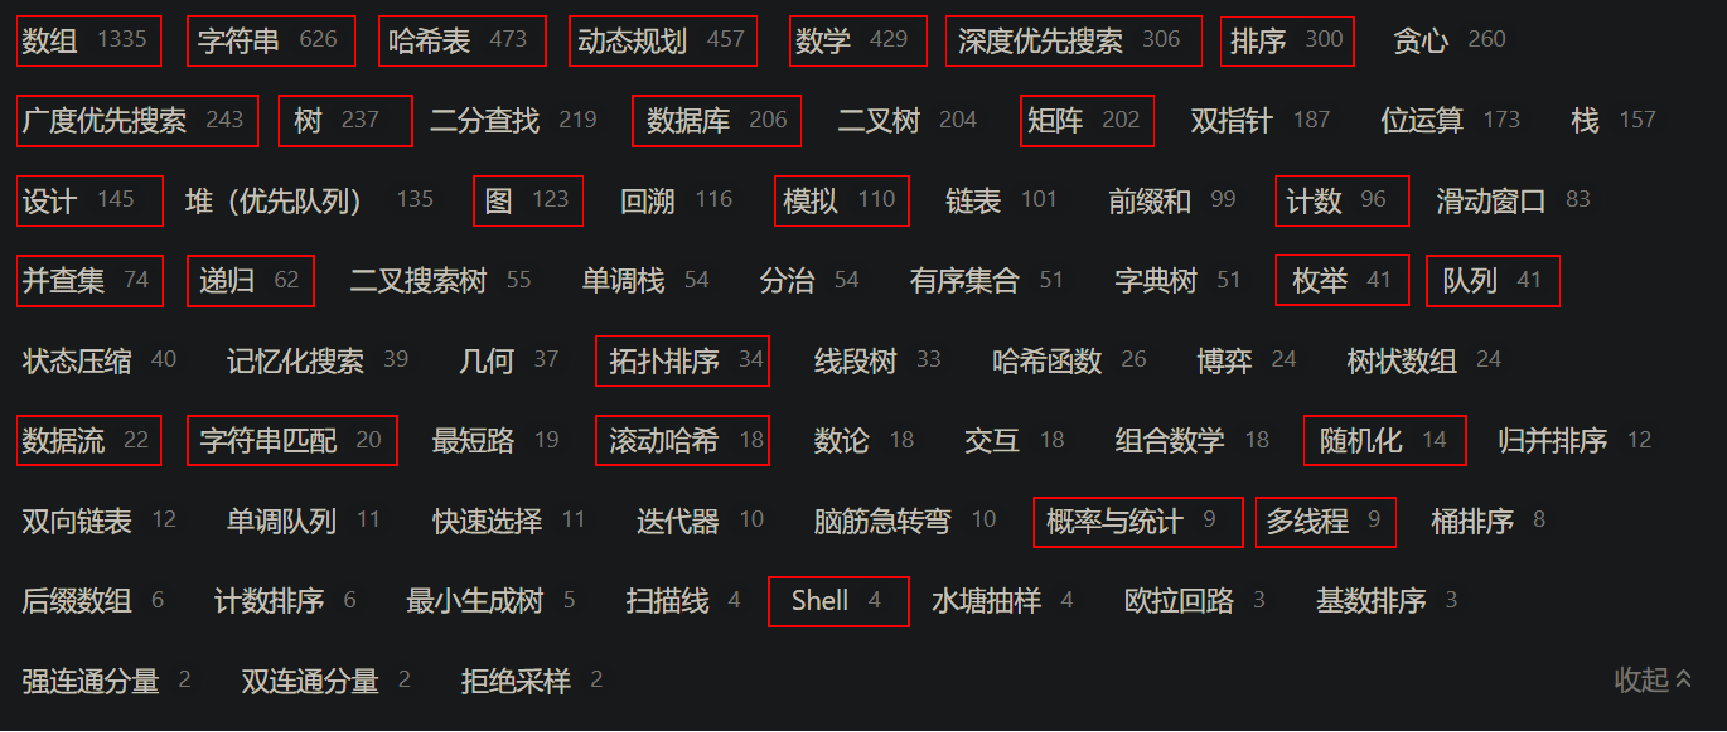 数组 1335 字符串 626 哈希表 473 动态规划 457 数学 429 深度优先搜索 306 排序 300 贪心 260
广度优先搜索 243 树 237 二分查找 219 数据库 206 二叉树 204 矩阵 202 双指针 187 位运算 173 栈 157
设计 145 堆（优先队列） 135 图 123 回溯 116 模拟 110 链表 101 前缀和 99 计数 96 滑动窗口 83
并查集 74 递归 62 二叉搜索树 55 单调栈 54 分治 54 有序集合 51 字典树 51 枚举 41 队列 41
状态压缩 40 记忆化搜索 39 几何 37 拓扑排序 34 线段树 33 哈希函数 26 博弈 24 树状数组 24
数据流 22 字符串匹配 20 最短路 19 滚动哈希 18 数论 18 交互 18 组合数学 18 随机化 14 归并排序 12
双向链表 12 单调队列 11 快速选择 11 迭代器 10 脑筋急转弯 10 概率与统计 9 多线程 9 桶排序 8
后缀数组 6 计数排序 6 最小生成树 5 扫描线 4 Shell 4 水塘抽样 4 欧拉回路 3 基数排序 3
强连通分量 2 双连通分量 2 拒绝采样 2 收起